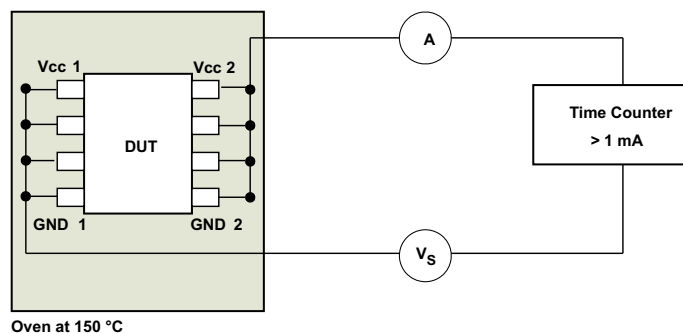 A
Vcc 1
Vcc 2
Time Counter
> 1 mA
DUT
GND 1
GND 2
VS
Oven at 150 °C